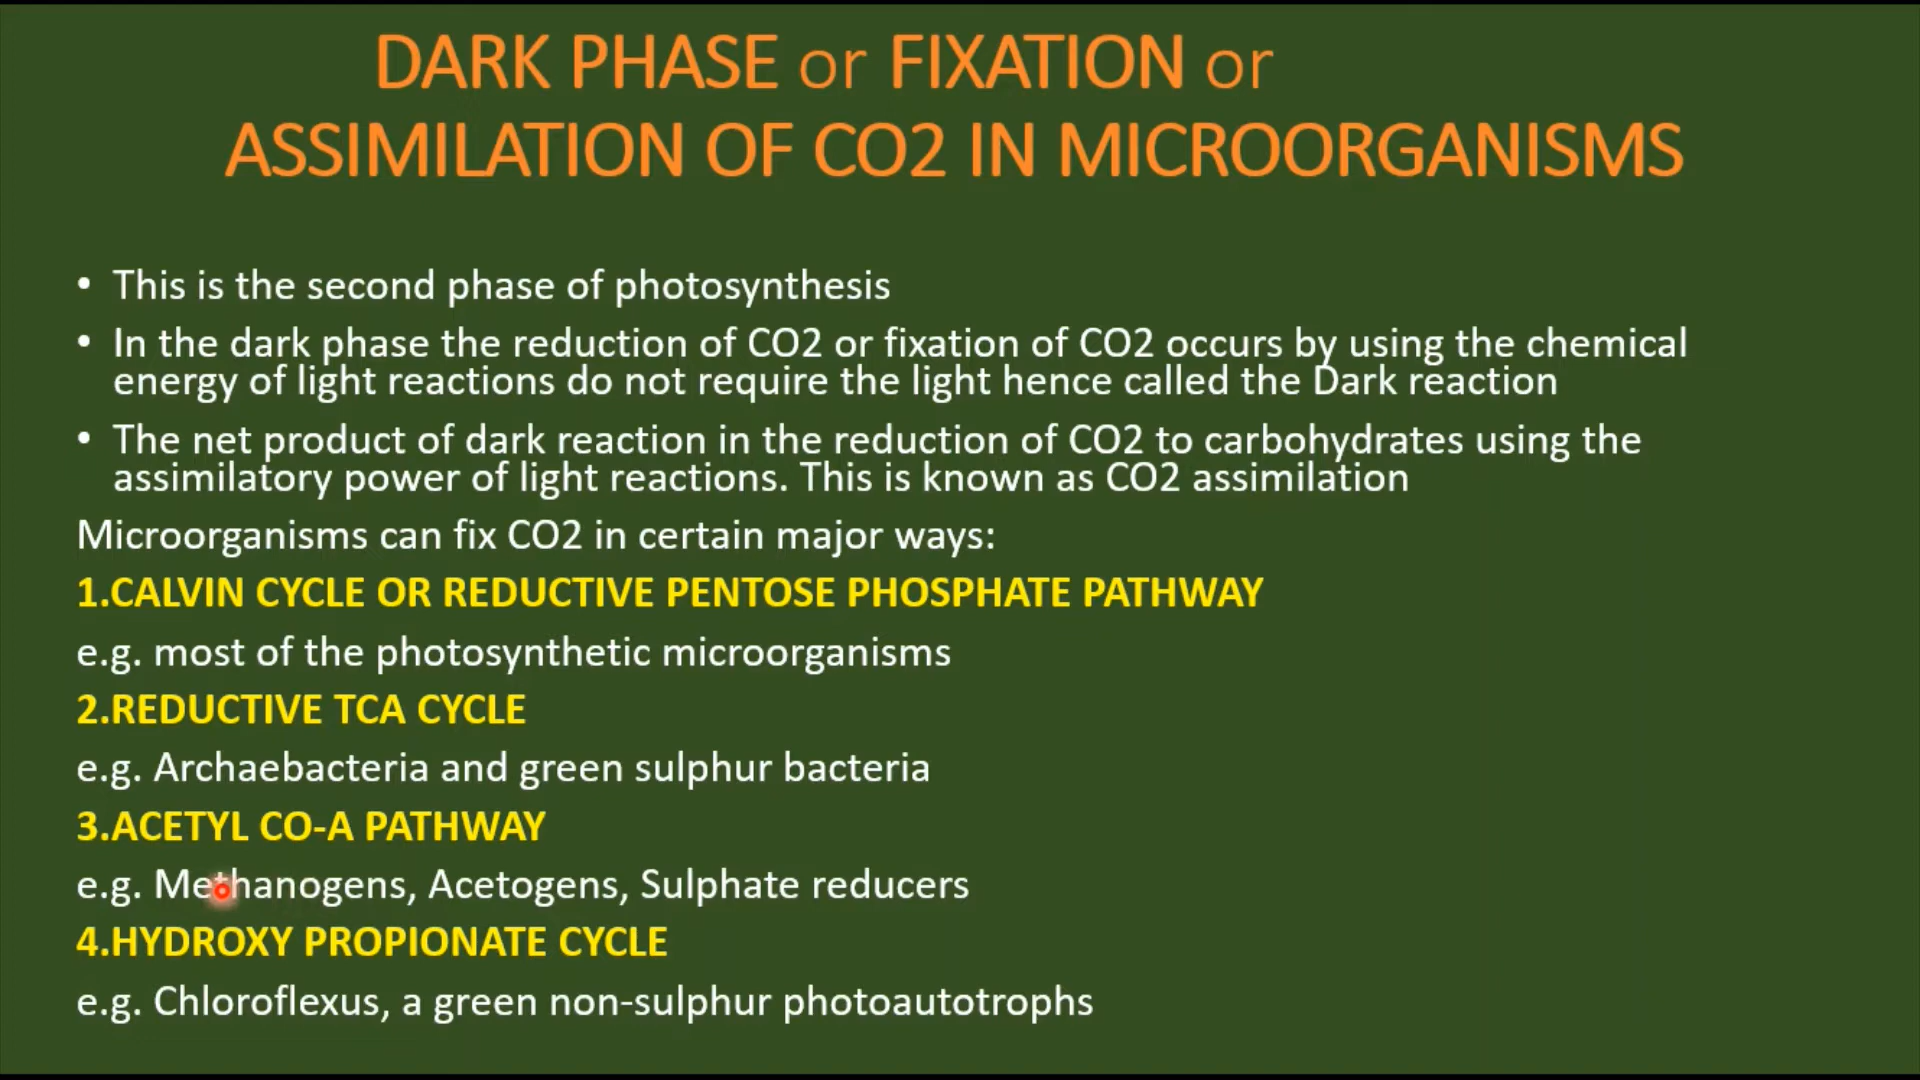 DARK PHASE or FIXATION or
ASSIMILATION OF CO2 IN MICROORGANISMS
• This is the second phase of photosynthesis
• In the dark phase the reduction of CO2 or fixation of CO2 occurs by using the chemical
energy of light reactions do not require the light hence called the Dark reaction
• The net product of dark reaction in the reduction of CO2 to carbohydrates using the
assimilatory power of light reactions. This is known as CO2 assimilation
Microorganisms can fix CO2 in certain major ways:
1.CALVIN CYCLE OR REDUCTIVE PENTOSE PHOSPHATE PATHWAY
e.g. most of the photosynthetic microorganisms
2.REDUCTIVE TCA CYCLE
e.g. Archaebacteria and green sulphur bacteria
3.ACETYL CO-A PATHWAY
e.g. Methanogens, Acetogens, Sulphate reducers
4.HYDROXY PROPIONATE CYCLE
e.g. Chloroflexus, a green non-sulphur photoautotrophs